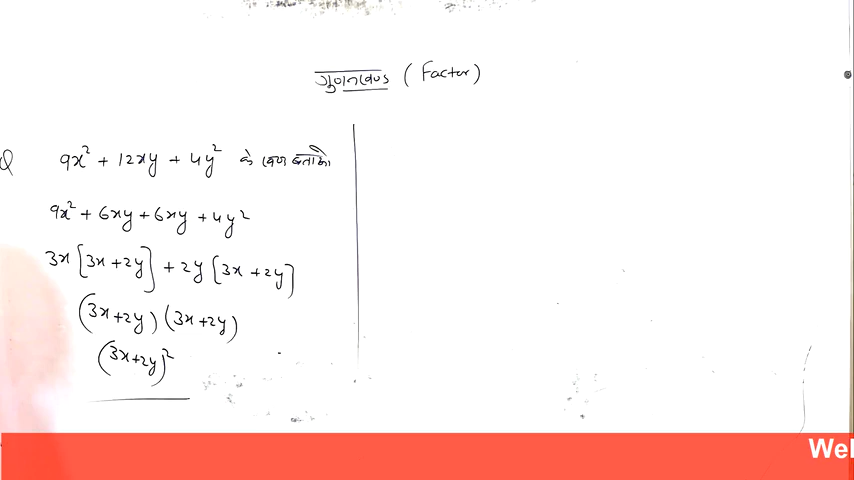 गुणनखण्ड (Factor)
Q 9x² + 12xy + 4y² के खण्ड बताओ
9x² + 6xy + 6xy + 4y²
3x[3x+2y] + 2y[3x+2y]
(3x+2y)(3x+2y)
(3x+2y)²
Wel